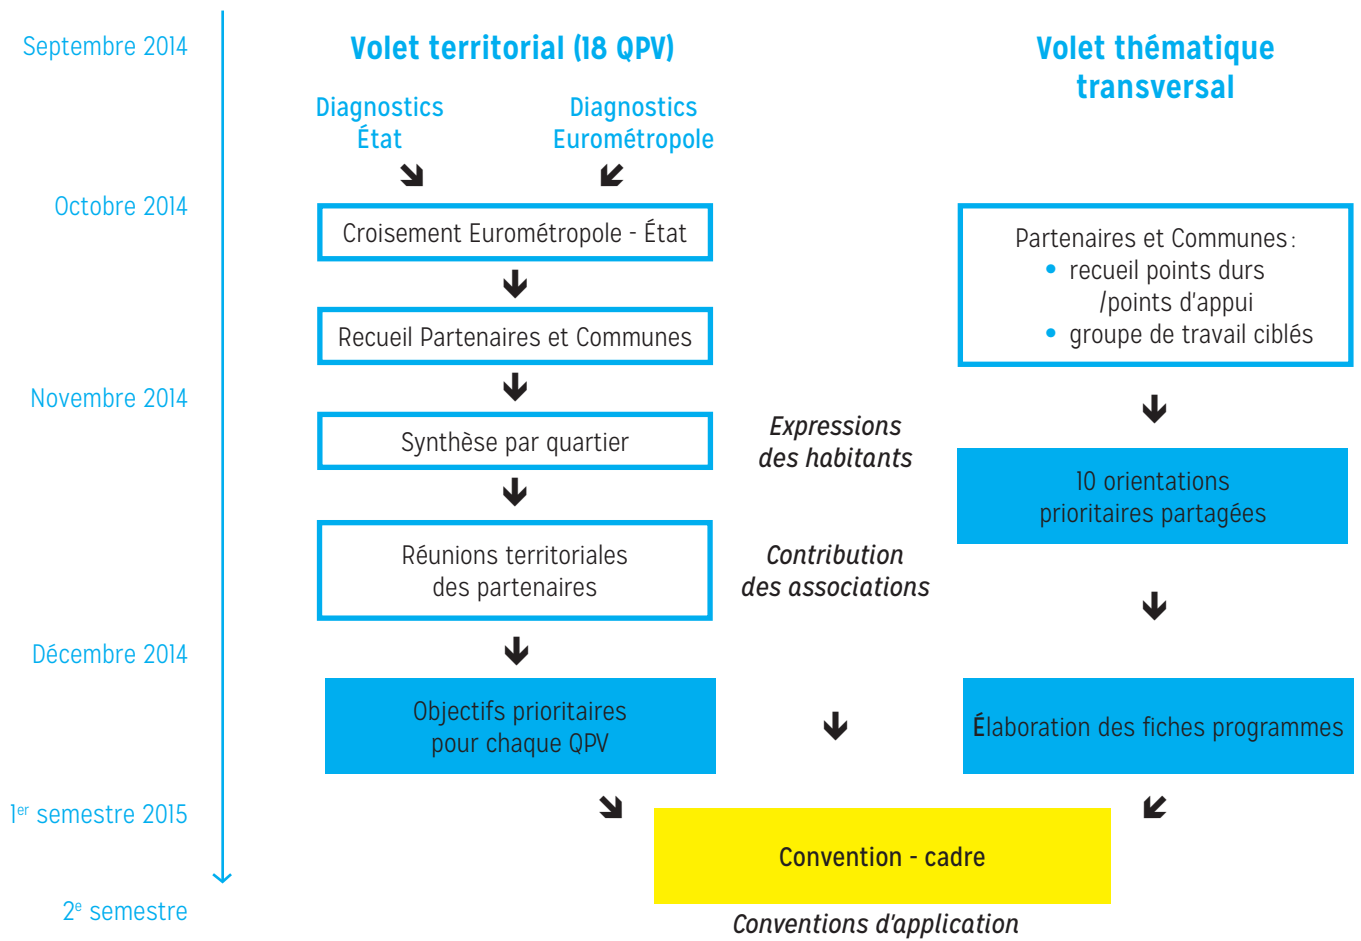 Septembre 2014
Volet territorial (18 QPV)
Volet thématique
transversal
Diagnostics
État
Diagnostics
Eurométropole
Octobre 2014
Croisement Eurométropole - État
Partenaires et Communes :
• recueil points durs
/points d'appui
• groupe de travail ciblés
Recueil Partenaires et Communes
Novembre 2014
Synthèse par quartier
Expressions
des habitants
10 orientations
prioritaires partagées
Réunions territoriales
des partenaires
Contribution
des associations
Décembre 2014
Objectifs prioritaires
pour chaque QPV
Élaboration des fiches programmes
1er semestre 2015
Convention - cadre
2e semestre
Conventions d'application